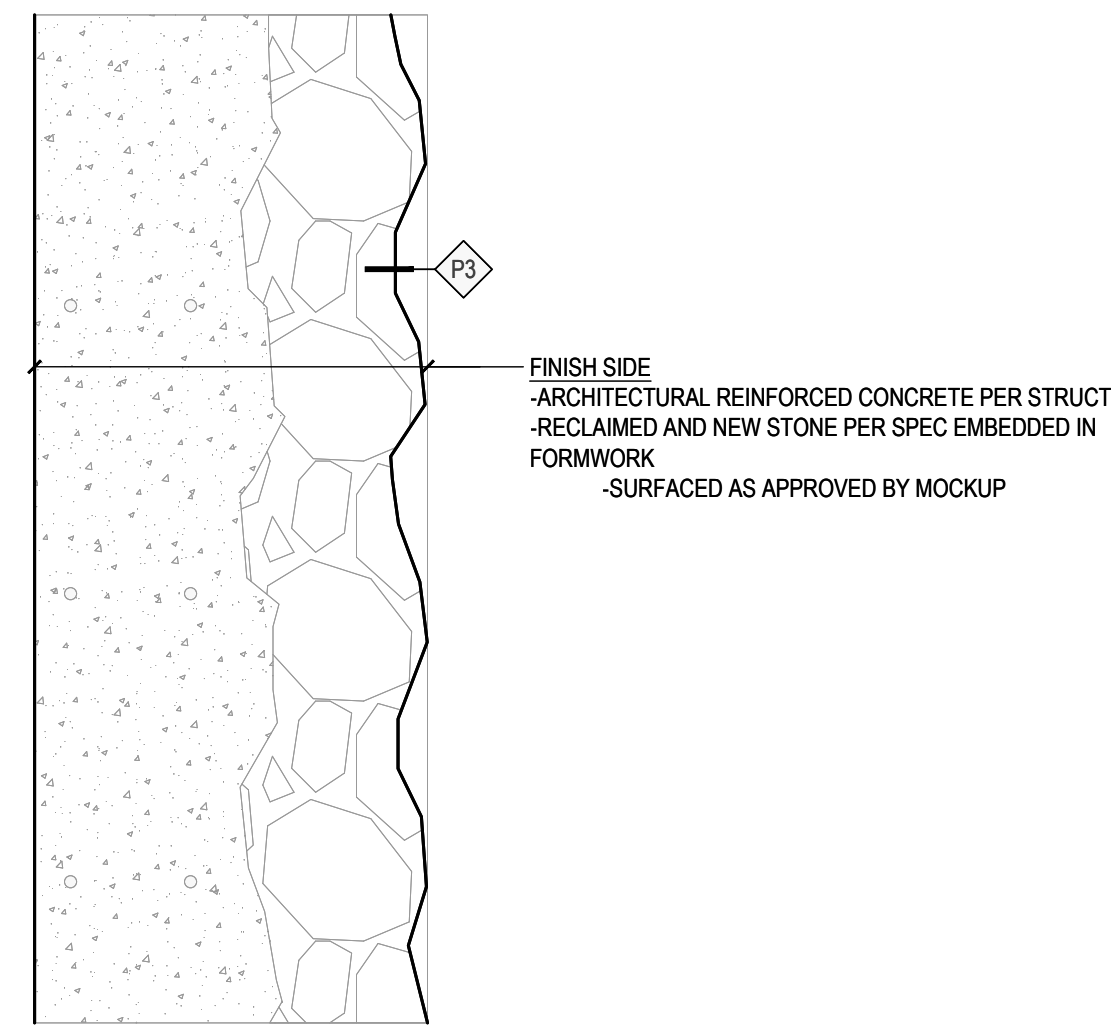 P3
FINISH SIDE
-ARCHITECTURAL REINFORCED CONCRETE PER STRUCT
-RECLAIMED AND NEW STONE PER SPEC EMBEDDED IN
FORMWORK
-SURFACED AS APPROVED BY MOCKUP